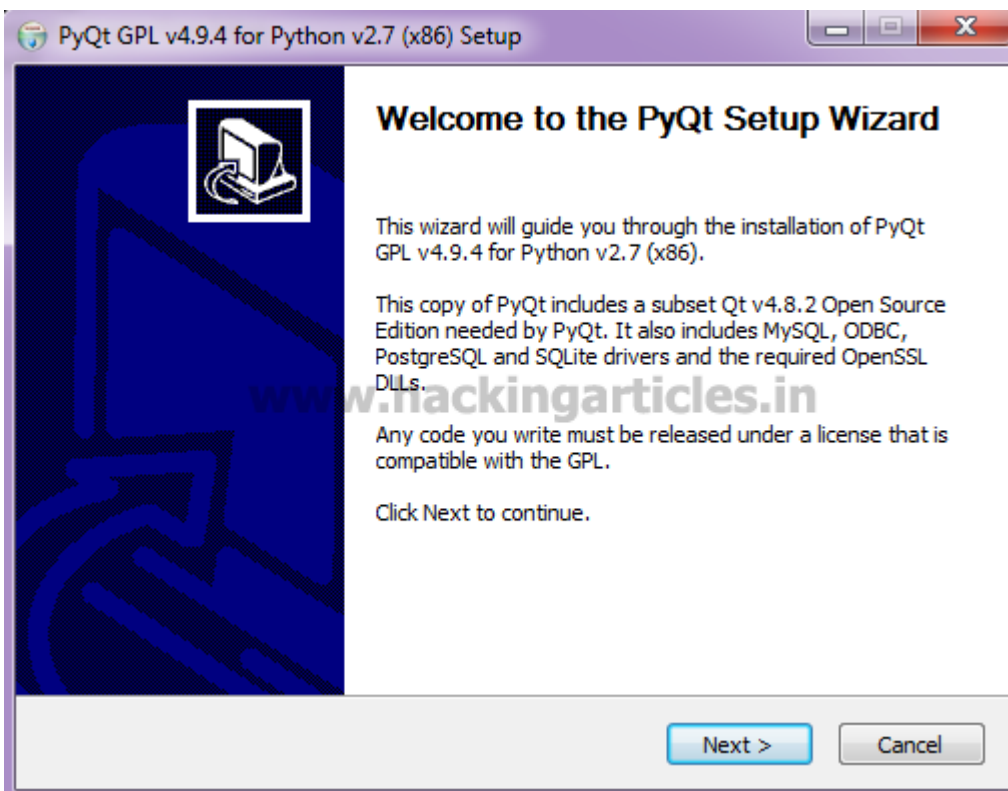 PyQt GPL v4.9.4 for Python v2.7 (x86) Setup
Welcome to the PyQt Setup Wizard
This wizard will guide you through the installation of PyQt
GPL v4.9.4 for Python v2.7 (x86).
This copy of PyQt includes a subset Qt v4.8.2 Open Source
Edition needed by PyQt. It also includes MySQL, ODBC,
PostgreSQL and SQLite drivers and the required OpenSSL
DLLs.
www.hackingarticles.in
Any code you write must be released under a license that is
compatible with the GPL.
Click Next to continue.
Next >
Cancel